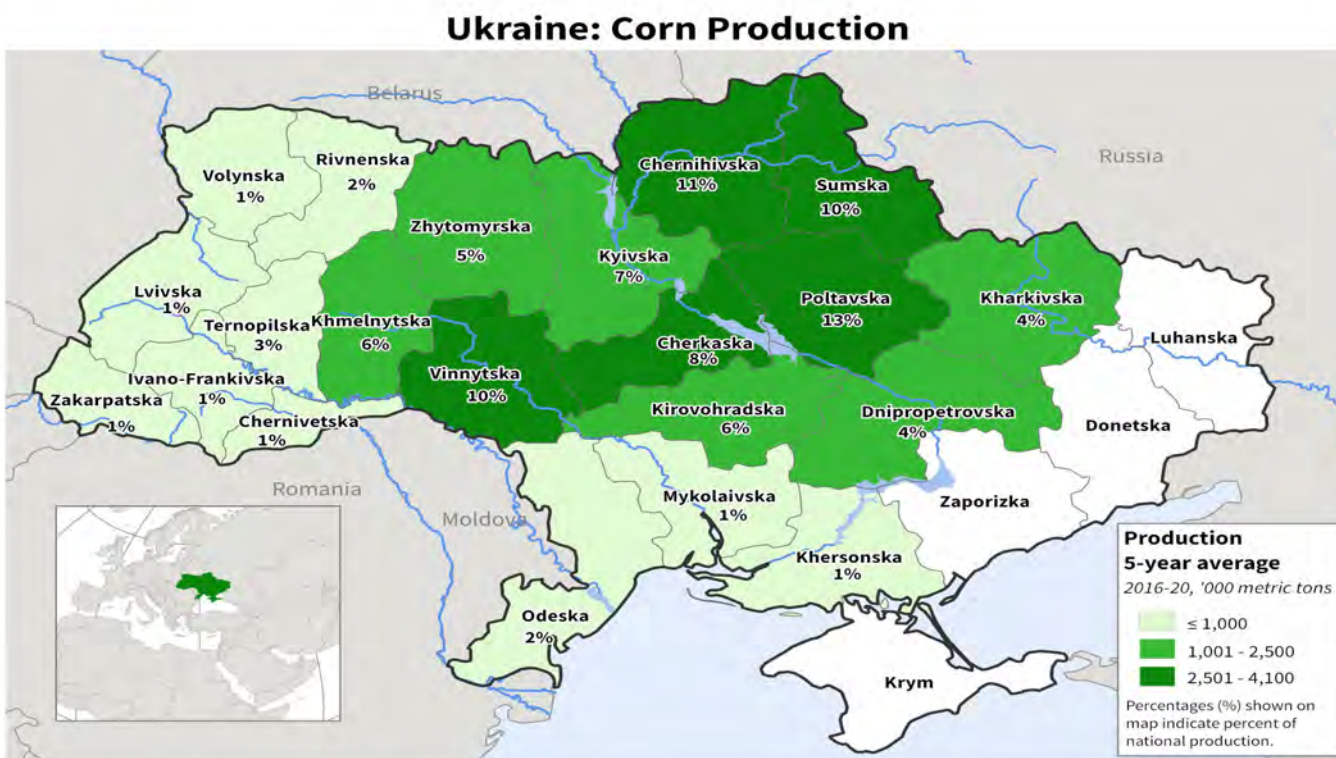 Ukraine: Corn Production
Belarus
Russia
Volynska
1%
Rivnenska
2%
Zhytomyrska
5%
Kyivska
7%
Chernihivska
11%
Sumska
10%
Lvivska
1%
Ternopilska
3%
Khmelnytska
6%
Vinnytska
10%
Cherkaska
8%
Poltavska
13%
Kharkivska
4%
Luhanska
Zakarpatska
1%
Ivano-Frankivska
1%
Chernivetska
1%
Kirovohradska
6%
Dnipropetrovska
4%
Donetska
Romania
Moldova
Mykolaivska
1%
Zaporizka
Khersonska
1%
Odeska
2%
Krym
Production
5-year average
2016-20, '000 metric tons
≤ 1,000
1,001 - 2,500
2,501 - 4,100
Percentages (%) shown on
map indicate percent of
national production.